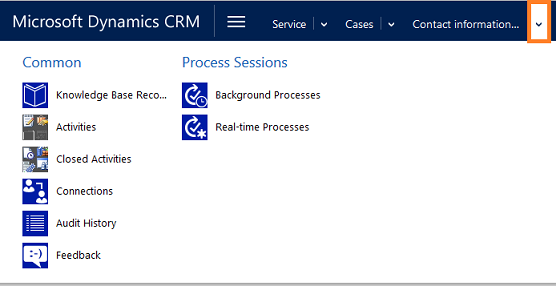 Microsoft Dynamics CRM Service Cases Contact information...
Common
Knowledge Base Reco...
Activities
Closed Activities
Connections
Audit History
Feedback
Process Sessions
Background Processes
Real-time Processes